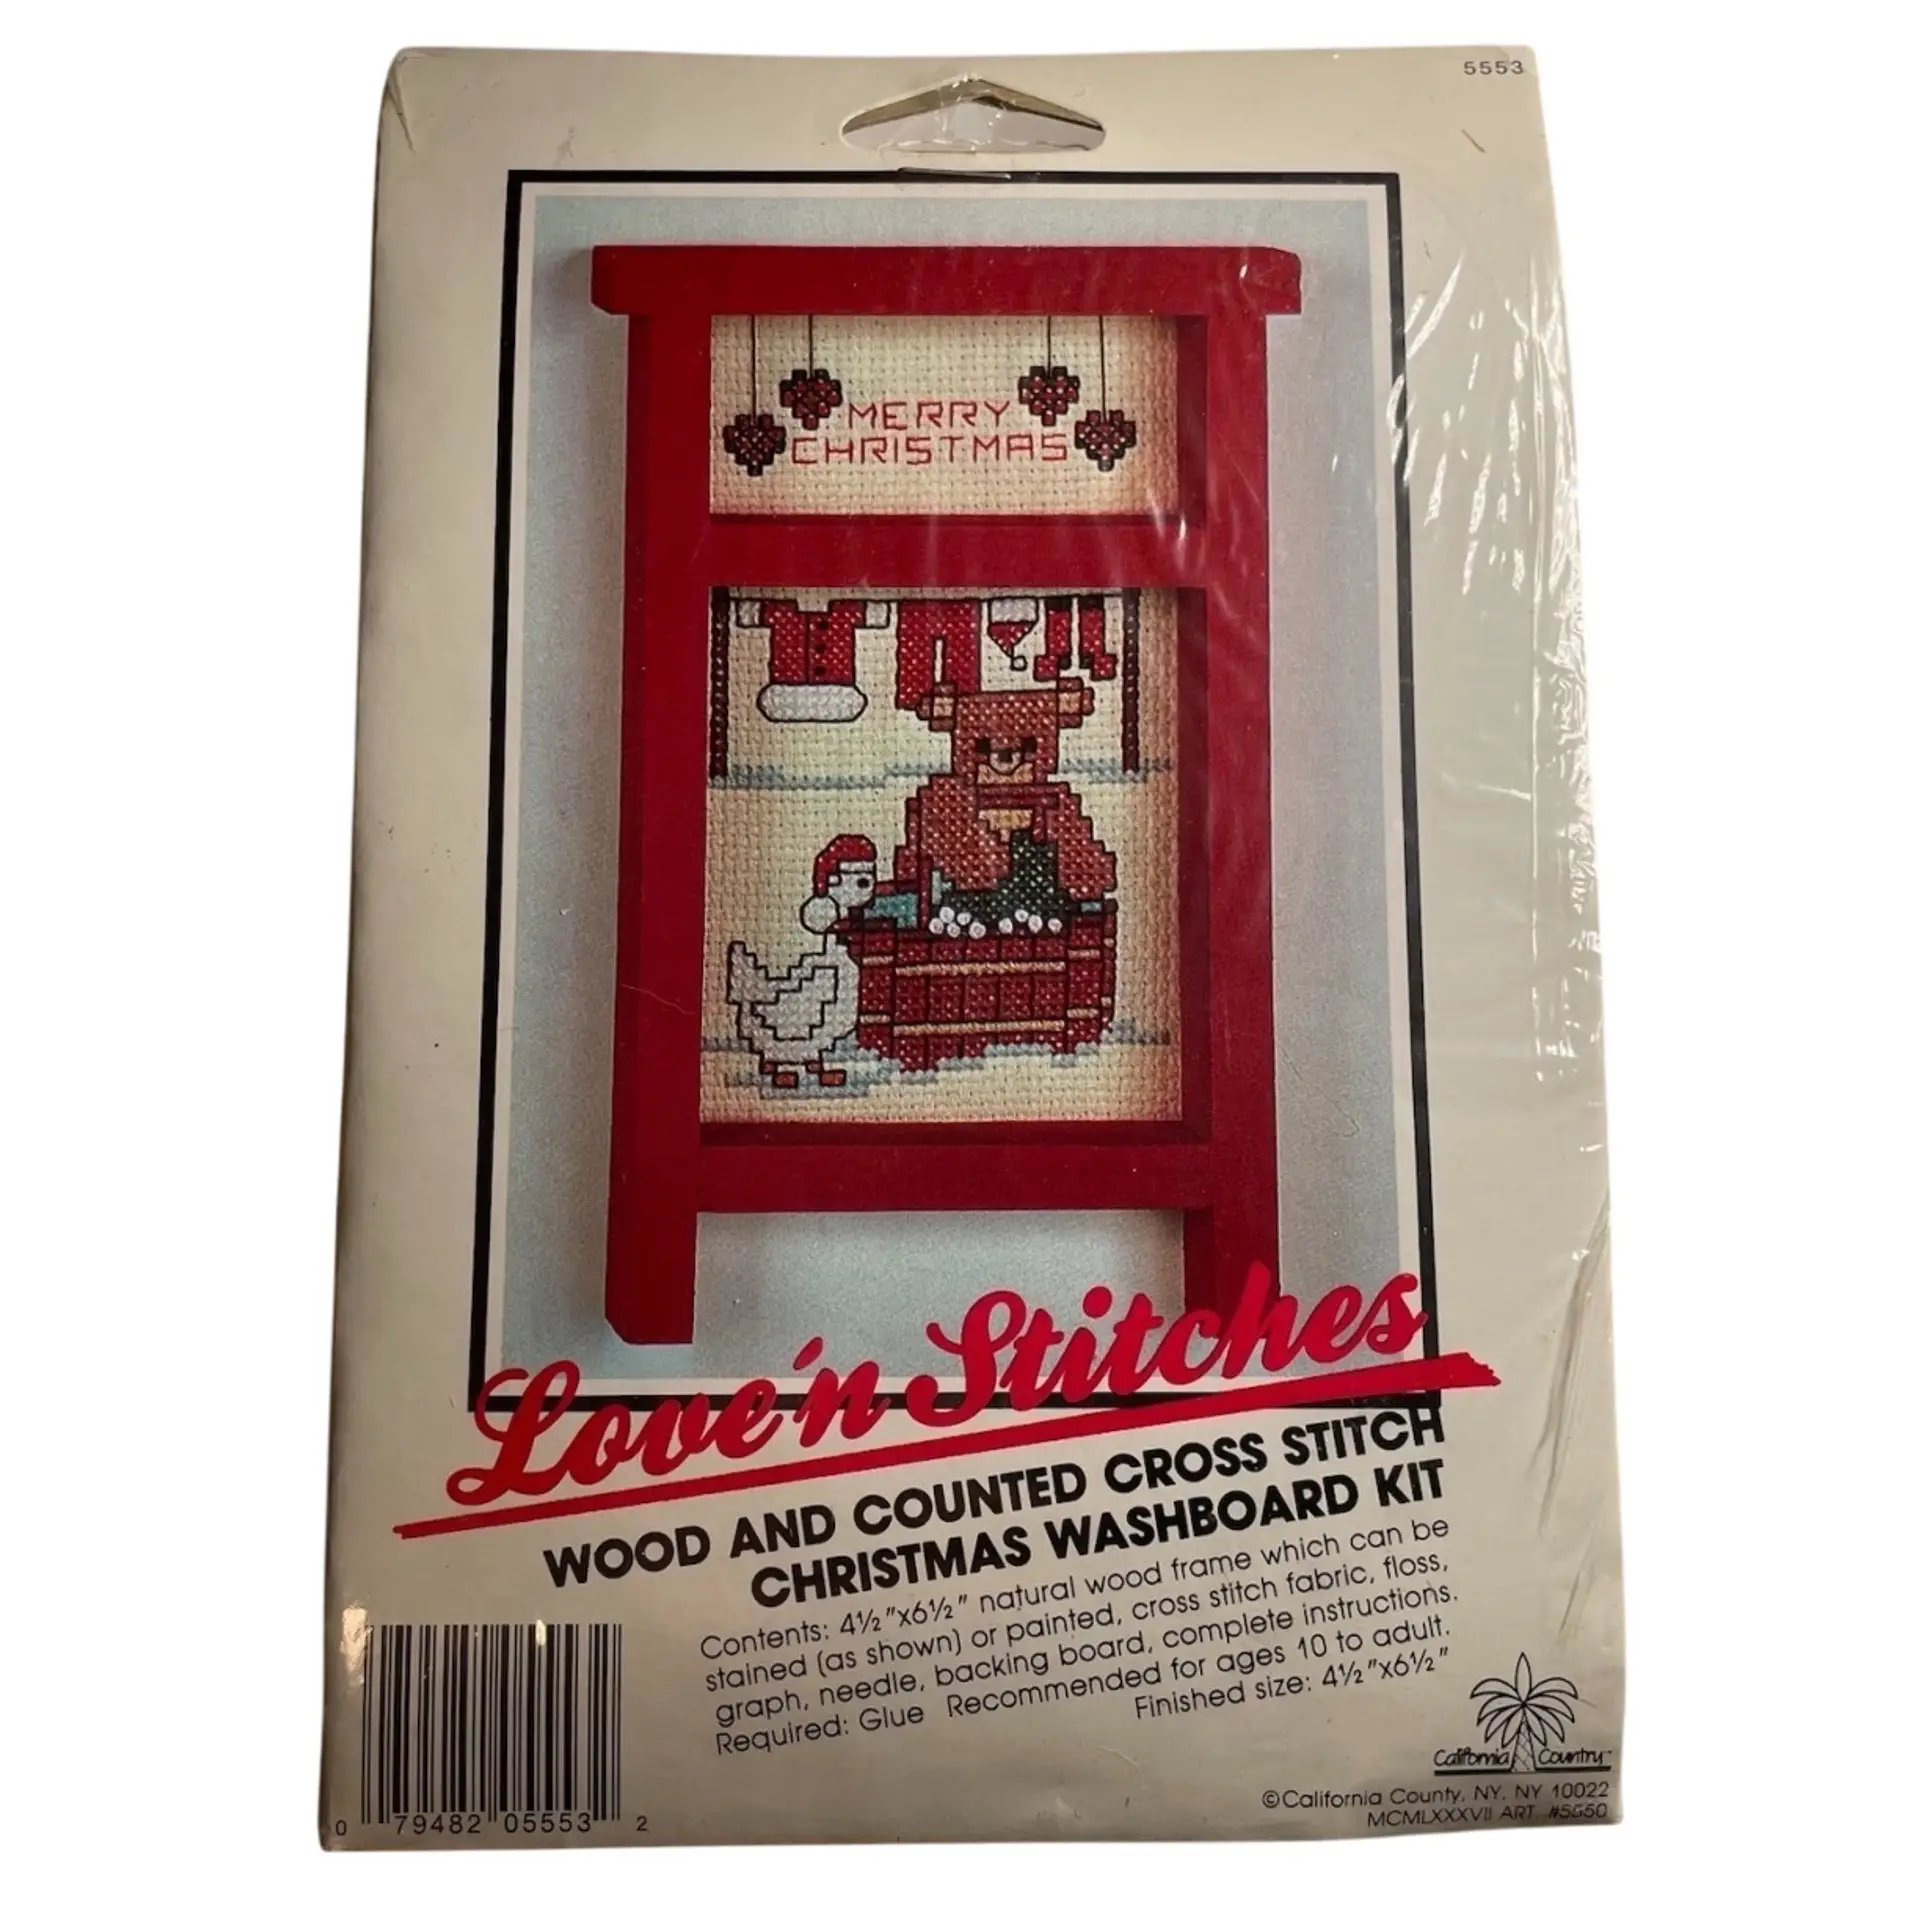 5553
MERRY
CHRISTMAS
Love'n Stitches
WOOD AND COUNTED CROSS STITCH
CHRISTMAS WASHBOARD KIT
Contents: 4½"x6½" natural wood frame which can be
stained (as shown) or painted, cross stitch fabric, floss,
graph, needle, backing board, complete instructions.
Required: Glue Recommended for ages 10 to adult.
Finished size: 4½"x6½"
California Country™
©California County, NY, NY 10022
MCMLXXXVII ART. #5550
0 79482 05553 2